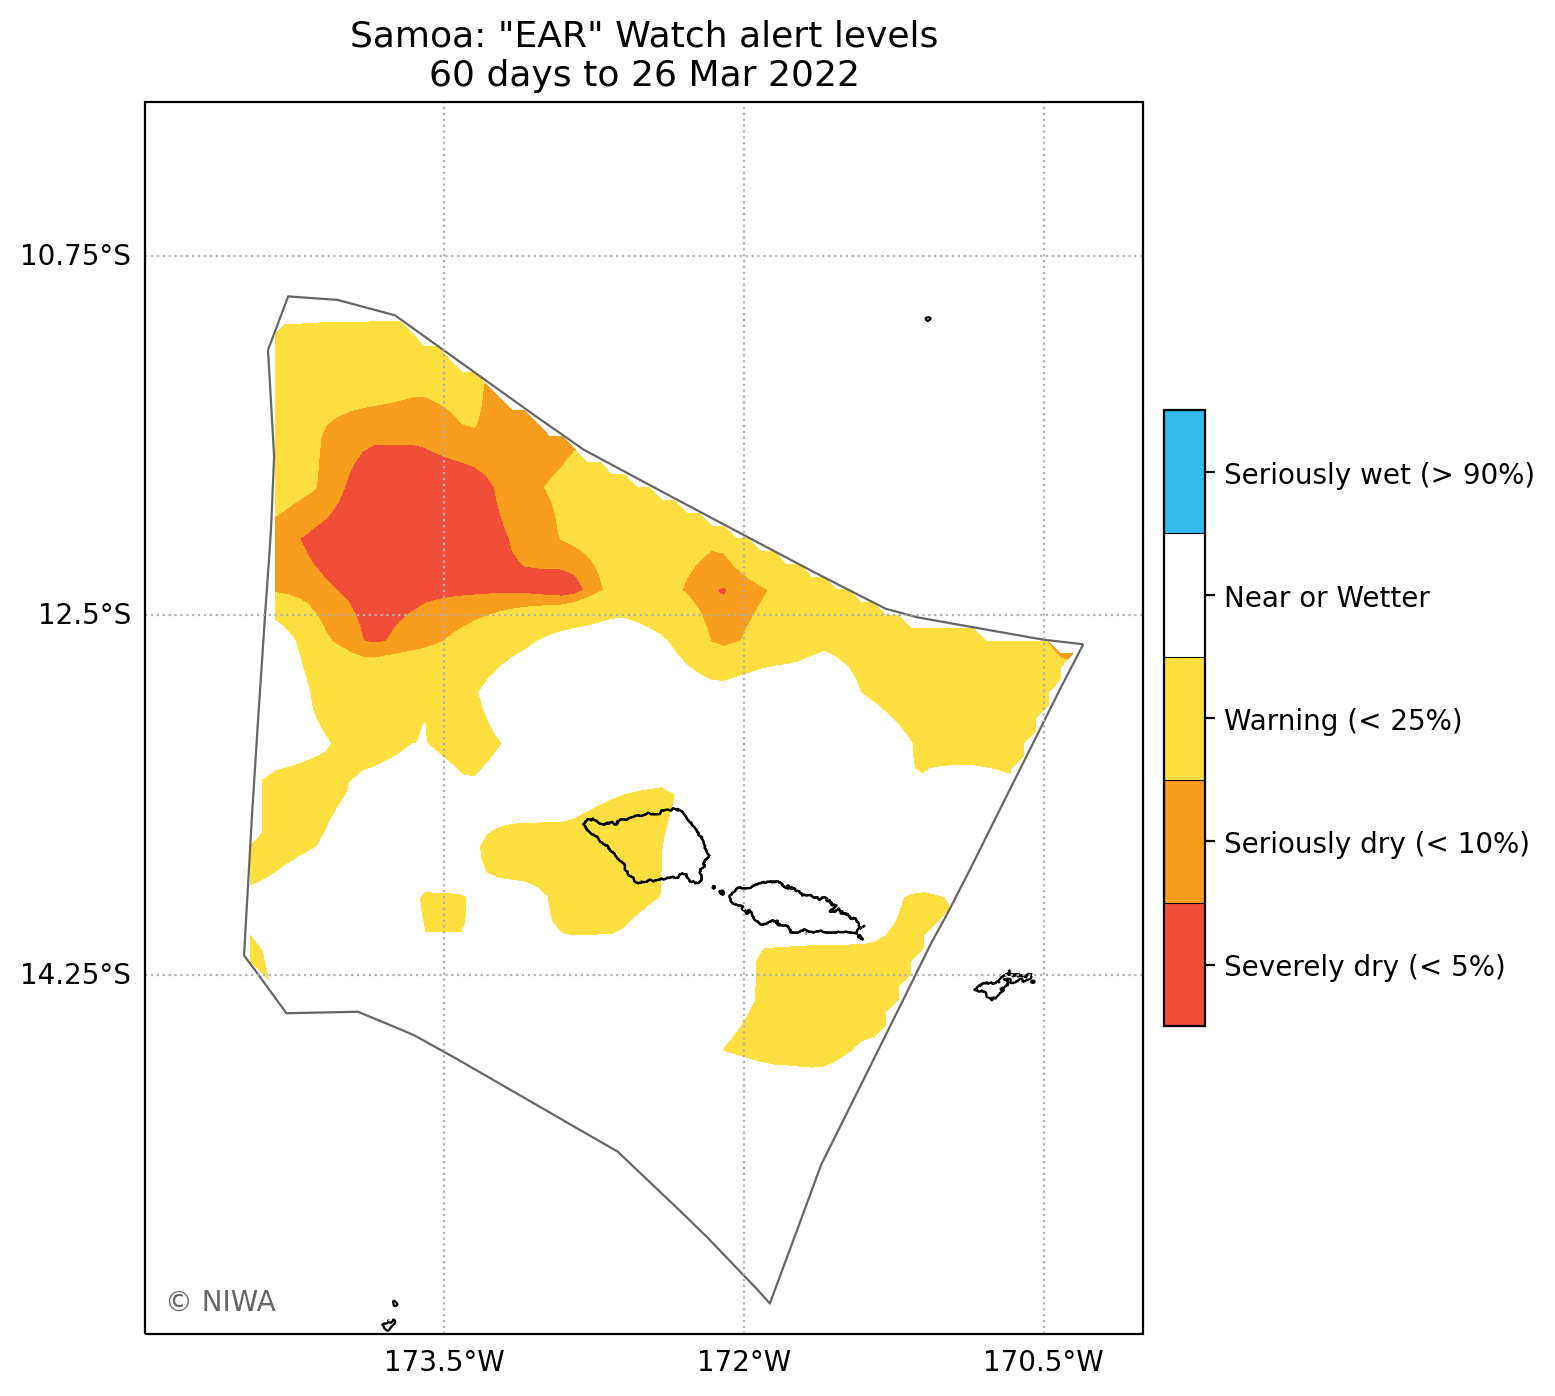 Samoa: "EAR" Watch alert levels
60 days to 26 Mar 2022
10.75°S
12.5°S
14.25°S
173.5°W
172°W
170.5°W
Seriously wet (> 90%)
Near or Wetter
Warning (< 25%)
Seriously dry (< 10%)
Severely dry (< 5%)
© NIWA